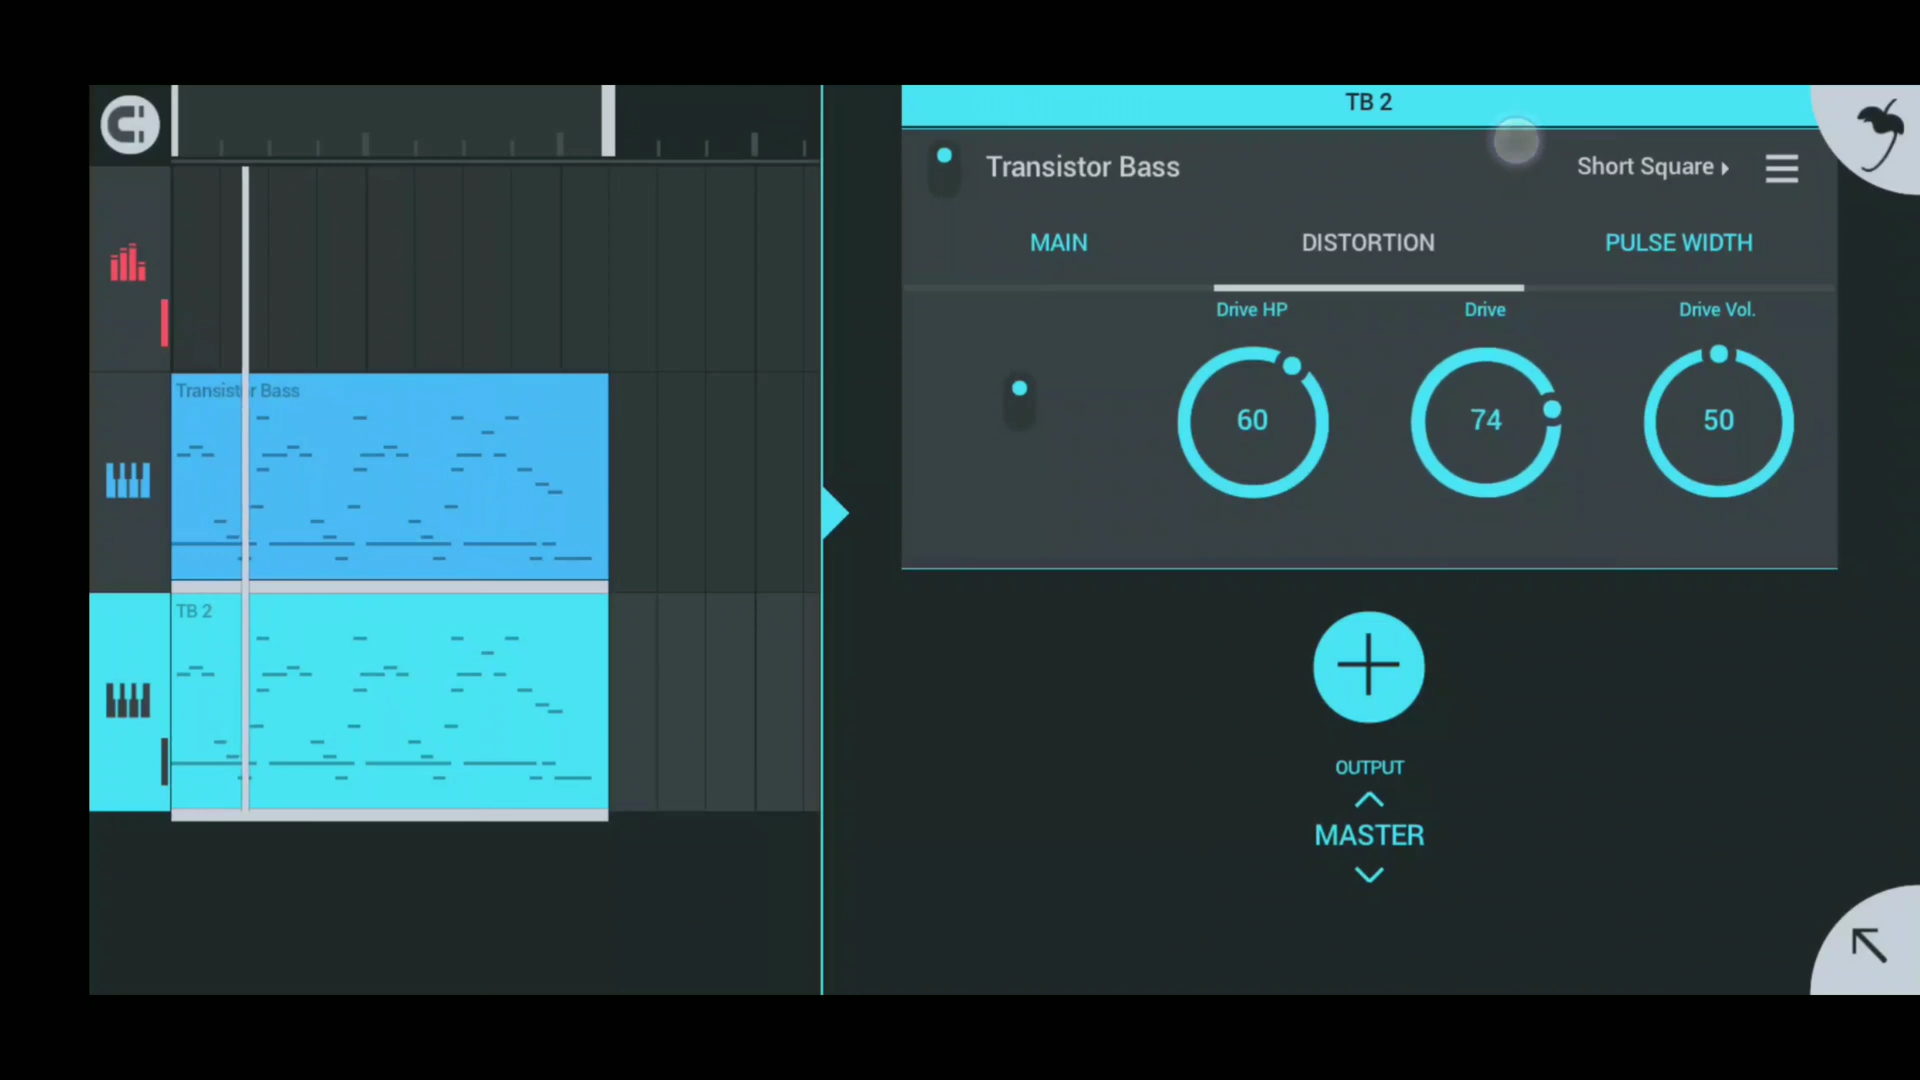 TB 2
Transistor Bass
Short Square
MAIN
DISTORTION
PULSE WIDTH
Drive HP
Drive
Drive Vol.
60
74
50
Transistor Bass
TB 2
OUTPUT
MASTER